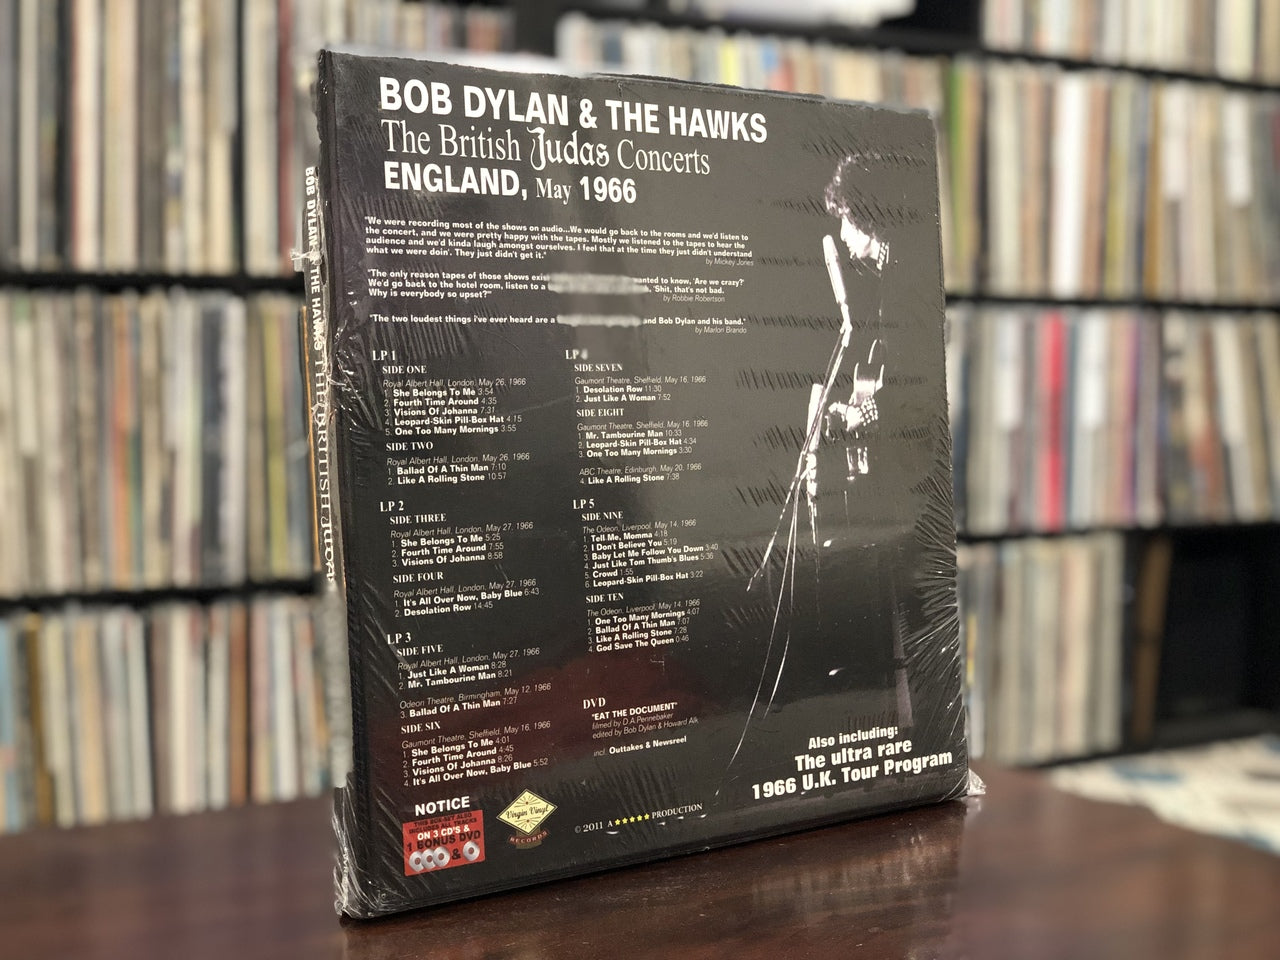 BOB DYLAN & THE HAWKS
The British Judas Concerts
ENGLAND, May 1966
"We were recording most of the shows on audio...We would go back to the rooms and we'd listen to
the concert, and we were pretty happy with the tapes. Mostly we listened to the tapes to hear the
audience and we'd kinda laugh amongst ourselves. I feel that at the time they just didn't understand
what we were doin'. They just didn't get it."
by Mickey Jones
"The only reason tapes of those shows exis wanted to know, 'Are we crazy?'
We'd go back to the hotel room, listen to a 'Shit, that's not bad.
Why is everybody so upset?'"
by Robbie Robertson
"The two loudest things i've ever heard are a and Bob Dylan and his band."
by Marlon Brando
LP 1
SIDE ONE
Royal Albert Hall, London, May 26, 1966
1. She Belongs To Me 3:54
2. Fourth Time Around 4:35
3. Visions Of Johanna 7:31
4. Leopard-Skin Pill-Box Hat 4:15
5. One Too Many Mornings 3:55
SIDE TWO
Royal Albert Hall, London, May 26, 1966
1. Ballad Of A Thin Man 7:10
2. Like A Rolling Stone 10:57
LP 2
SIDE THREE
Royal Albert Hall, London, May 27, 1966
1. She Belongs To Me 5:25
2. Fourth Time Around 7:55
3. Visions Of Johanna 8:58
SIDE FOUR
Royal Albert Hall, London, May 27, 1966
1. It's All Over Now, Baby Blue 6:43
2. Desolation Row 14:45
LP 3
SIDE FIVE
Royal Albert Hall, London, May 27, 1966
1. Just Like A Woman 8:28
2. Mr. Tambourine Man 8:21
Odeon Theatre, Birmingham, May 12, 1966
3. Ballad Of A Thin Man 7:27
SIDE SIX
Gaumont Theatre, Sheffield, May 16, 1966
1. She Belongs To Me 4:01
2. Fourth Time Around 4:45
3. Visions Of Johanna 8:26
4. It's All Over Now, Baby Blue 5:52
LP
SIDE SEVEN
Gaumont Theatre, Sheffield, May 16, 1966
1. Desolation Row 11:30
2. Just Like A Woman 7:52
SIDE EIGHT
Gaumont Theatre, Sheffield, May 16, 1966
1. Mr. Tambourine Man 10:33
2. Leopard-Skin Pill-Box Hat 4:34
3. One Too Many Mornings 3:30
ABC Theatre, Edinburgh, May 20, 1966
4. Like A Rolling Stone 7:38
LP 5
SIDE NINE
The Odeon, Liverpool, May 14, 1966
1. Tell Me, Momma 4:18
2. I Don't Believe You 5:19
3. Baby Let Me Follow You Down 3:40
4. Just Like Tom Thumb's Blues 5:36
5. Crowd 1:55
6. Leopard-Skin Pill-Box Hat 3:22
SIDE TEN
The Odeon, Liverpool, May 14, 1966
1. One Too Many Mornings 4:07
2. Ballad Of A Thin Man 7:07
3. Like A Rolling Stone 7:28
4. God Save The Queen 0:46
DVD
"EAT THE DOCUMENT"
filmed by D.A Pennebaker
edited by Bob Dylan & Howard Alk
incl. Outtakes & Newsreel
Also including:
The ultra rare
1966 U.K. Tour Program
NOTICE
THIS BOX-SET ALSO
INCLUDES ALL TRACKS
ON 3 CD'S &
1 BONUS DVD
&
Virgin Vinyl
RECORDS
© 2011 A ★★★★★ PRODUCTION
BOB DYLAN & THE HAWKS THE BRITISH JUDAS